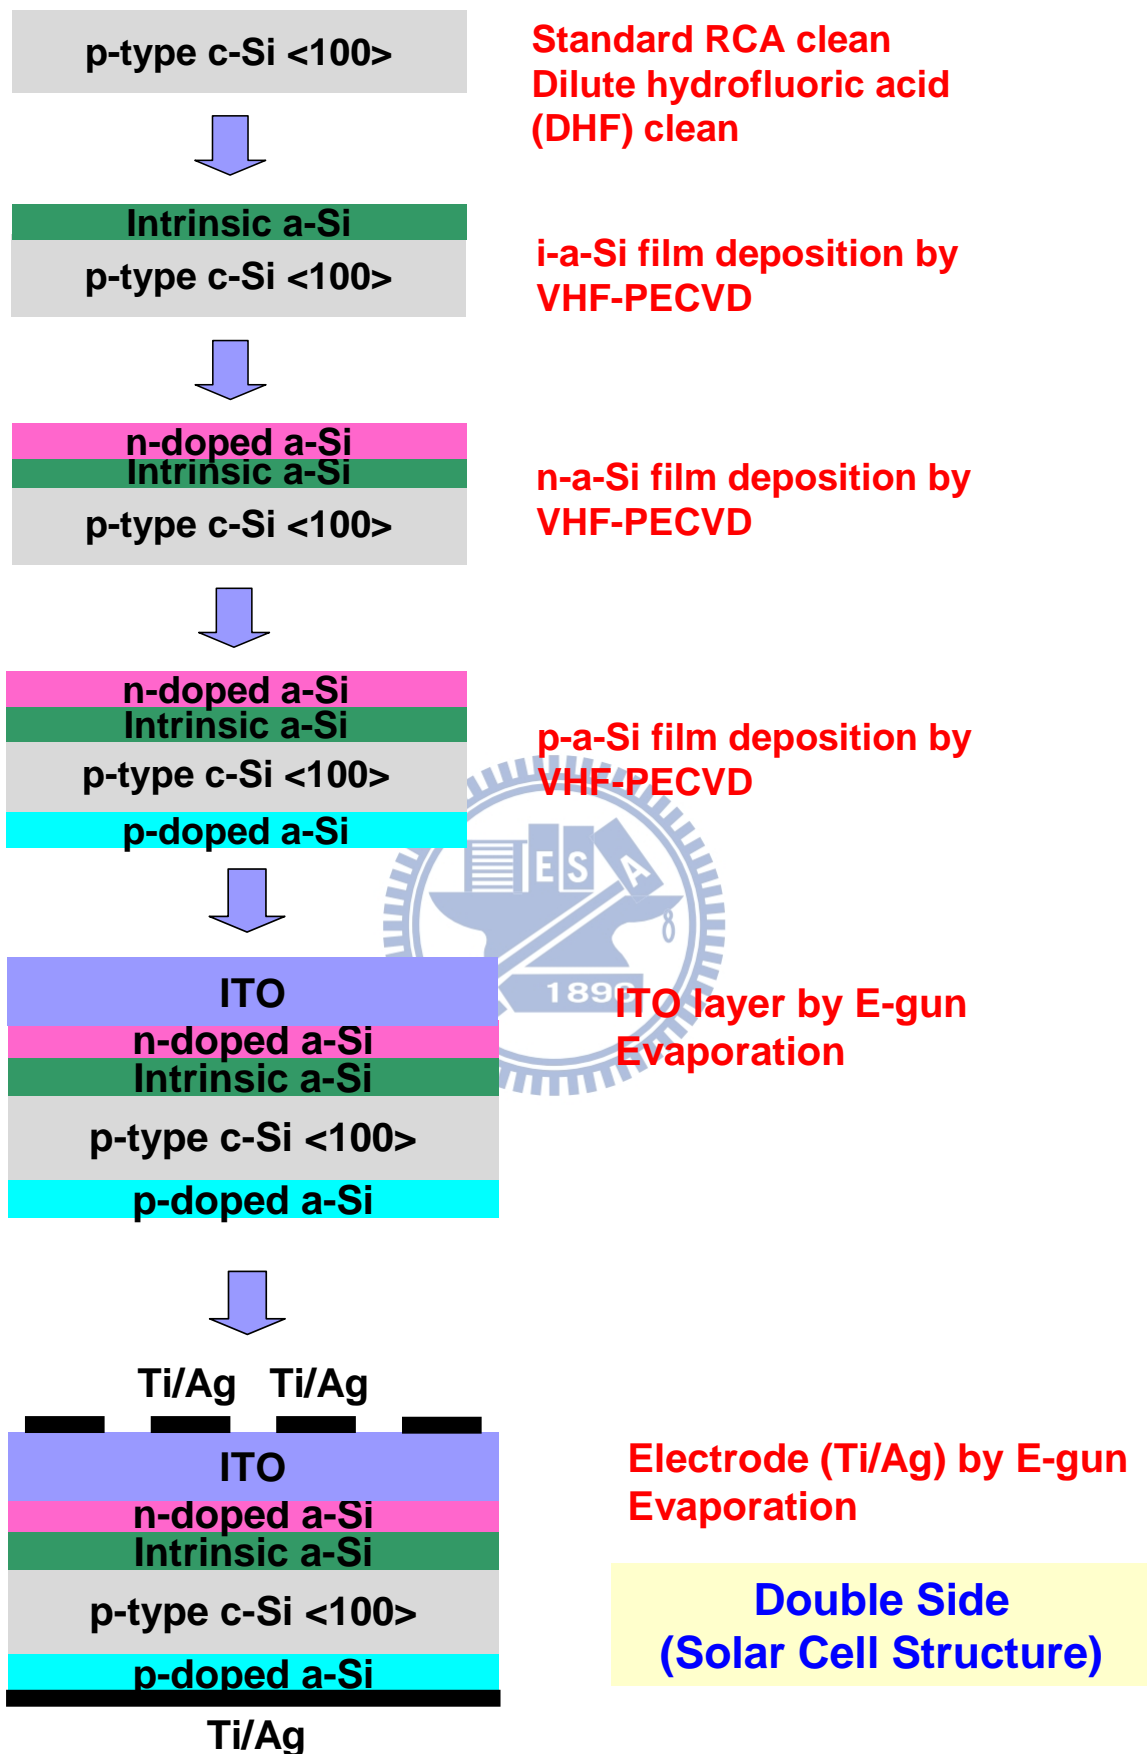 p-type c-Si <100>
Standard RCA clean
Dilute hydrofluoric acid
(DHF) clean
Intrinsic a-Si
p-type c-Si <100>
i-a-Si film deposition by
VHF-PECVD
n-doped a-Si
Intrinsic a-Si
p-type c-Si <100>
n-a-Si film deposition by
VHF-PECVD
n-doped a-Si
Intrinsic a-Si
p-type c-Si <100>
p-doped a-Si
p-a-Si film deposition by
VHF-PECVD
E S A
1896
ITO
n-doped a-Si
Intrinsic a-Si
p-type c-Si <100>
p-doped a-Si
ITO layer by E-gun
Evaporation
Ti/Ag Ti/Ag
ITO
n-doped a-Si
Intrinsic a-Si
p-type c-Si <100>
p-doped a-Si
Ti/Ag
Electrode (Ti/Ag) by E-gun
Evaporation
Double Side
(Solar Cell Structure)